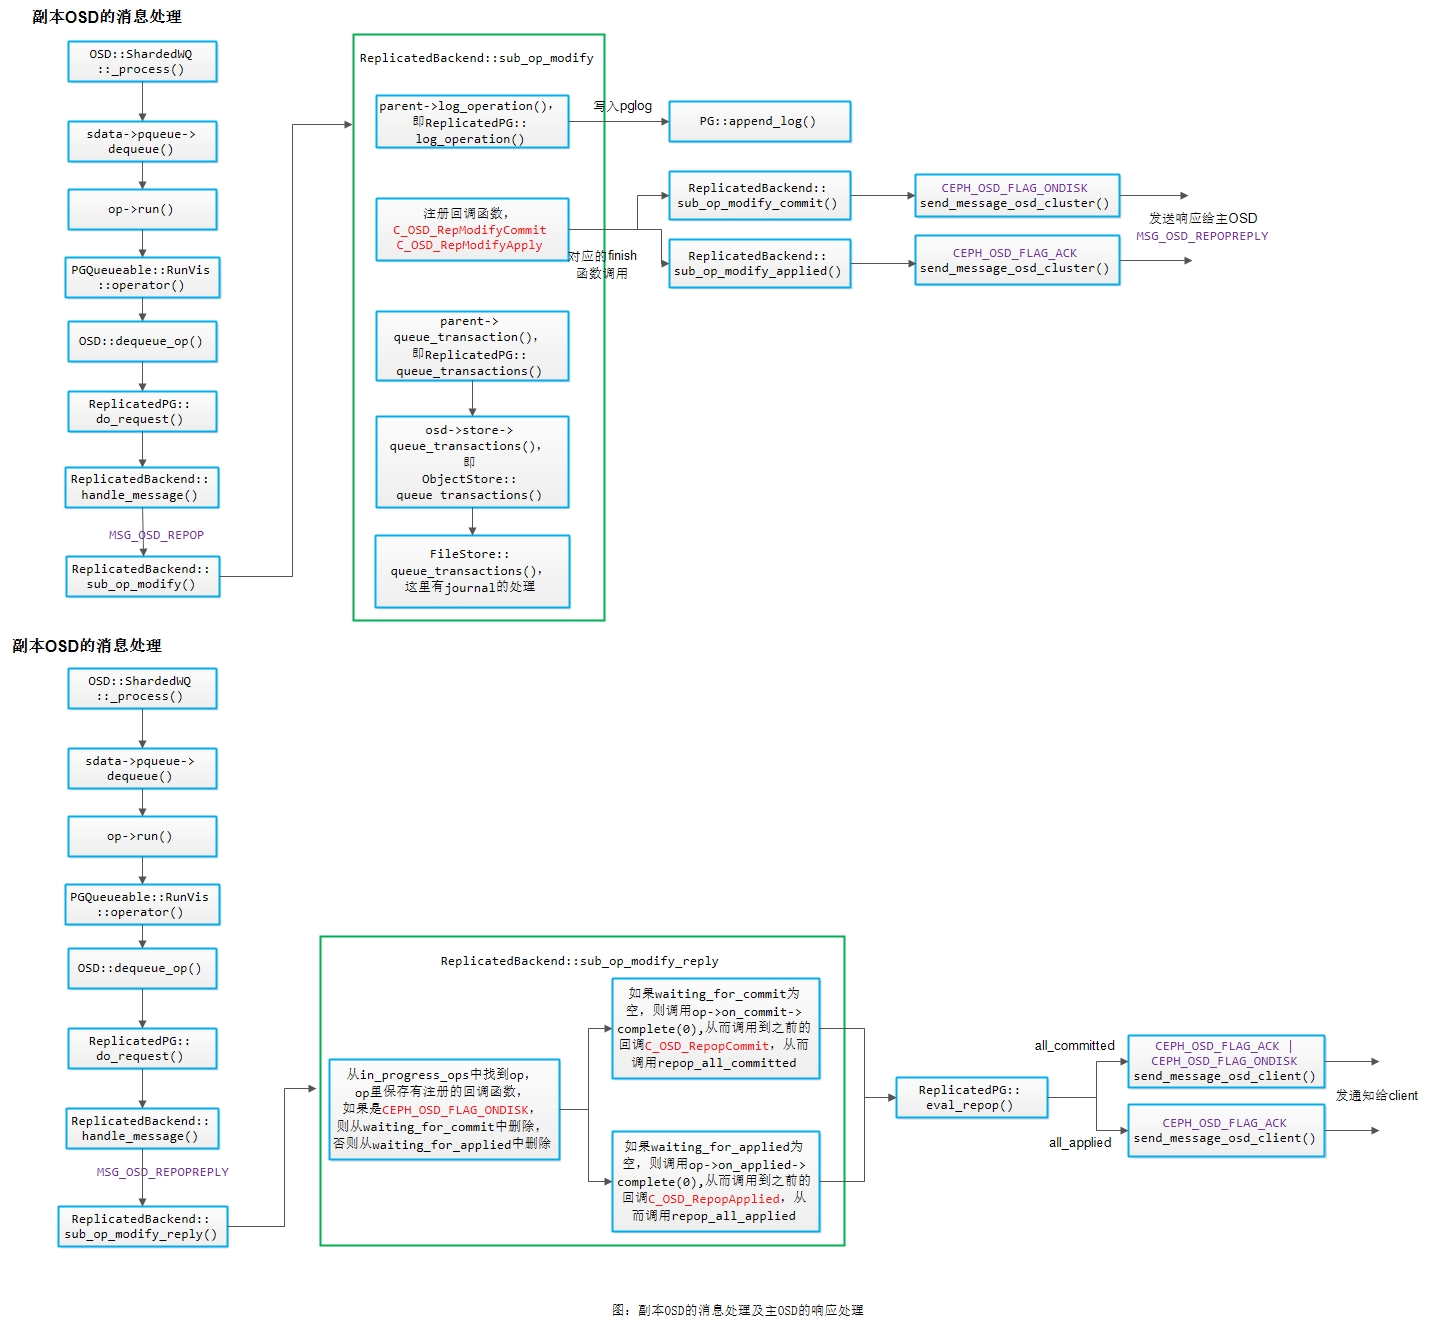 副本OSD的消息处理
OSD::ShardedWQ
::_process()
sdata->pqueue->
dequeue()
op->run()
PGQueueable::RunVis
::operator()
OSD::dequeue_op()
ReplicatedPG::
do_request()
ReplicatedBackend::
handle_message()
MSG_OSD_REPOP
ReplicatedBackend::
sub_op_modify()
ReplicatedBackend::sub_op_modify
parent->log_operation(),
即ReplicatedPG::
log_operation()
写入pglog
PG::append_log()
注册回调函数，
C_OSD_RepModifyCommit
C_OSD_RepModifyApply
对应的finish
函数调用
ReplicatedBackend::
sub_op_modify_commit()
ReplicatedBackend::
sub_op_modify_applied()
CEPH_OSD_FLAG_ONDISK
send_message_osd_cluster()
CEPH_OSD_FLAG_ACK
send_message_osd_cluster()
发送响应给主OSD
MSG_OSD_REPOPREPLY
parent->
queue_transaction(),
即ReplicatedPG::
queue_transactions()
osd->store->
queue_transactions(),
即
ObjectStore::
queue transactions()
FileStore::
queue_transactions(),
这里有journal的处理
副本OSD的消息处理
OSD::ShardedWQ
::_process()
sdata->pqueue->
dequeue()
op->run()
PGQueueable::RunVis
::operator()
OSD::dequeue_op()
ReplicatedPG::
do_request()
ReplicatedBackend::
handle_message()
MSG_OSD_REPOPREPLY
ReplicatedBackend::
sub_op_modify_reply()
ReplicatedBackend::sub_op_modify_reply
从in_progress_ops中找到op，
op里保存有注册的回调函数，
如果是CEPH_OSD_FLAG_ONDISK，
则从waiting_for_commit中删除，
否则从waiting_for_applied中删除
如果waiting_for_commit为
空，则调用op->on_commit->
complete(0),从而调用到之前的
回调C_OSD_RepopCommit，从而
调用repop_all_committed
如果waiting_for_applied为
空，则调用op->on_applied->
complete(0),从而调用到之前的
回调C_OSD_RepopApplied，从
而调用repop_all_applied
ReplicatedPG::
eval_repop()
all_committed
all_applied
CEPH_OSD_FLAG_ACK |
CEPH_OSD_FLAG_ONDISK
send_message_osd_client()
CEPH_OSD_FLAG_ACK
send_message_osd_client()
发通知给client
图：副本OSD的消息处理及主OSD的响应处理